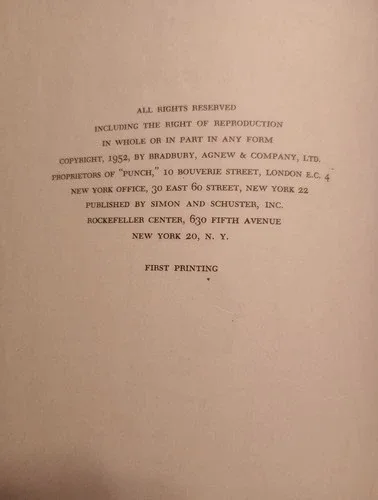 ALL RIGHTS RESERVED
INCLUDING THE RIGHT OF REPRODUCTION
IN WHOLE OR IN PART IN ANY FORM
COPYRIGHT, 1952, BY BRADBURY, AGNEW & COMPANY, LTD.
PROPRIETORS OF "PUNCH," 10 BOUVERIE STREET, LONDON E.C. 4
NEW YORK OFFICE, 30 EAST 60 STREET, NEW YORK 22
PUBLISHED BY SIMON AND SCHUSTER, INC.
ROCKEFELLER CENTER, 630 FIFTH AVENUE
NEW YORK 20, N. Y.
FIRST PRINTING